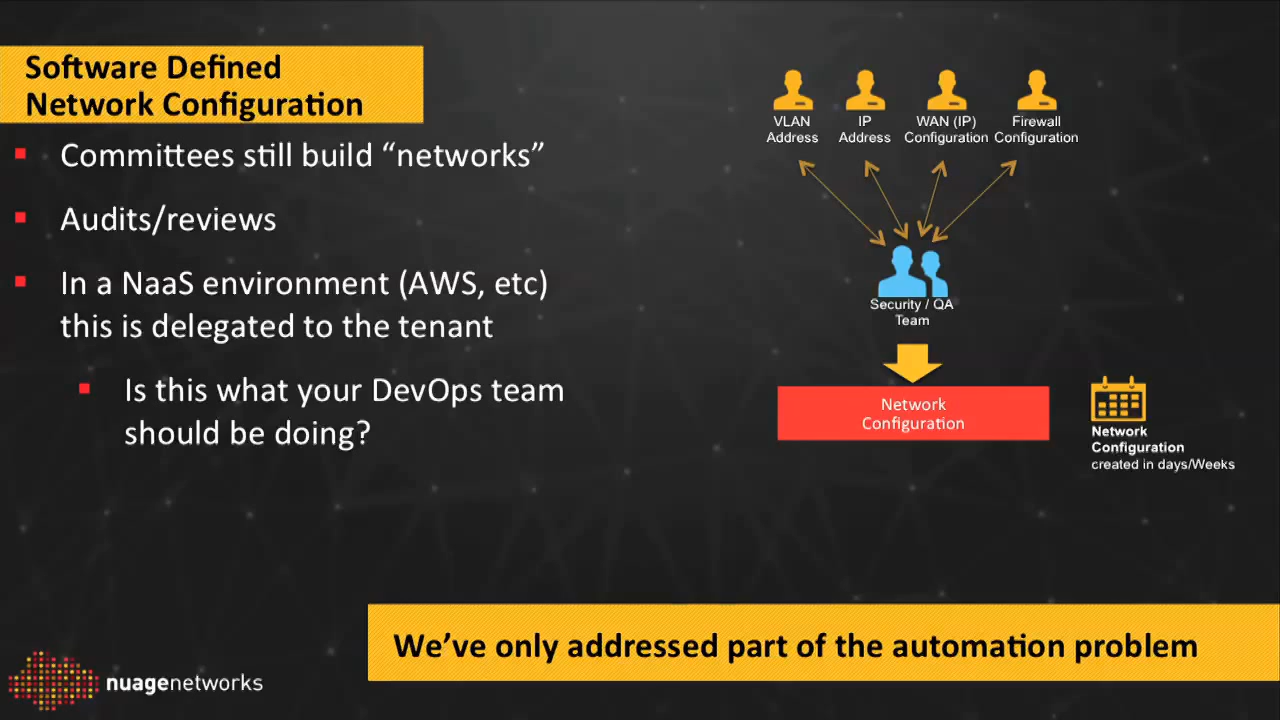 Software Defined
Network Configuration
Committees still build “networks”
Audits/reviews
In a NaaS environment (AWS, etc)
this is delegated to the tenant
Is this what your DevOps team
should be doing?
VLAN
Address
IP
Address
WAN (IP)
Configuration
Firewall
Configuration
Security / QA
Team
Network
Configuration
Network
Configuration
created in days/Weeks
We’ve only addressed part of the automation problem
nuagenetworks